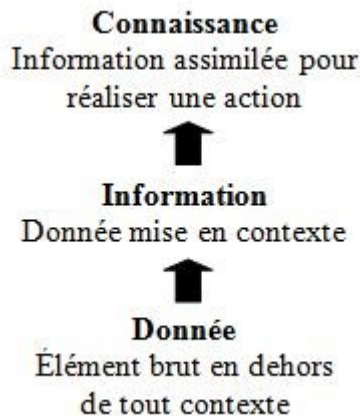 Connaissance
Information assimilée pour
réaliser une action
Information
Donnée mise en contexte
Donnée
Élément brut en dehors
de tout contexte